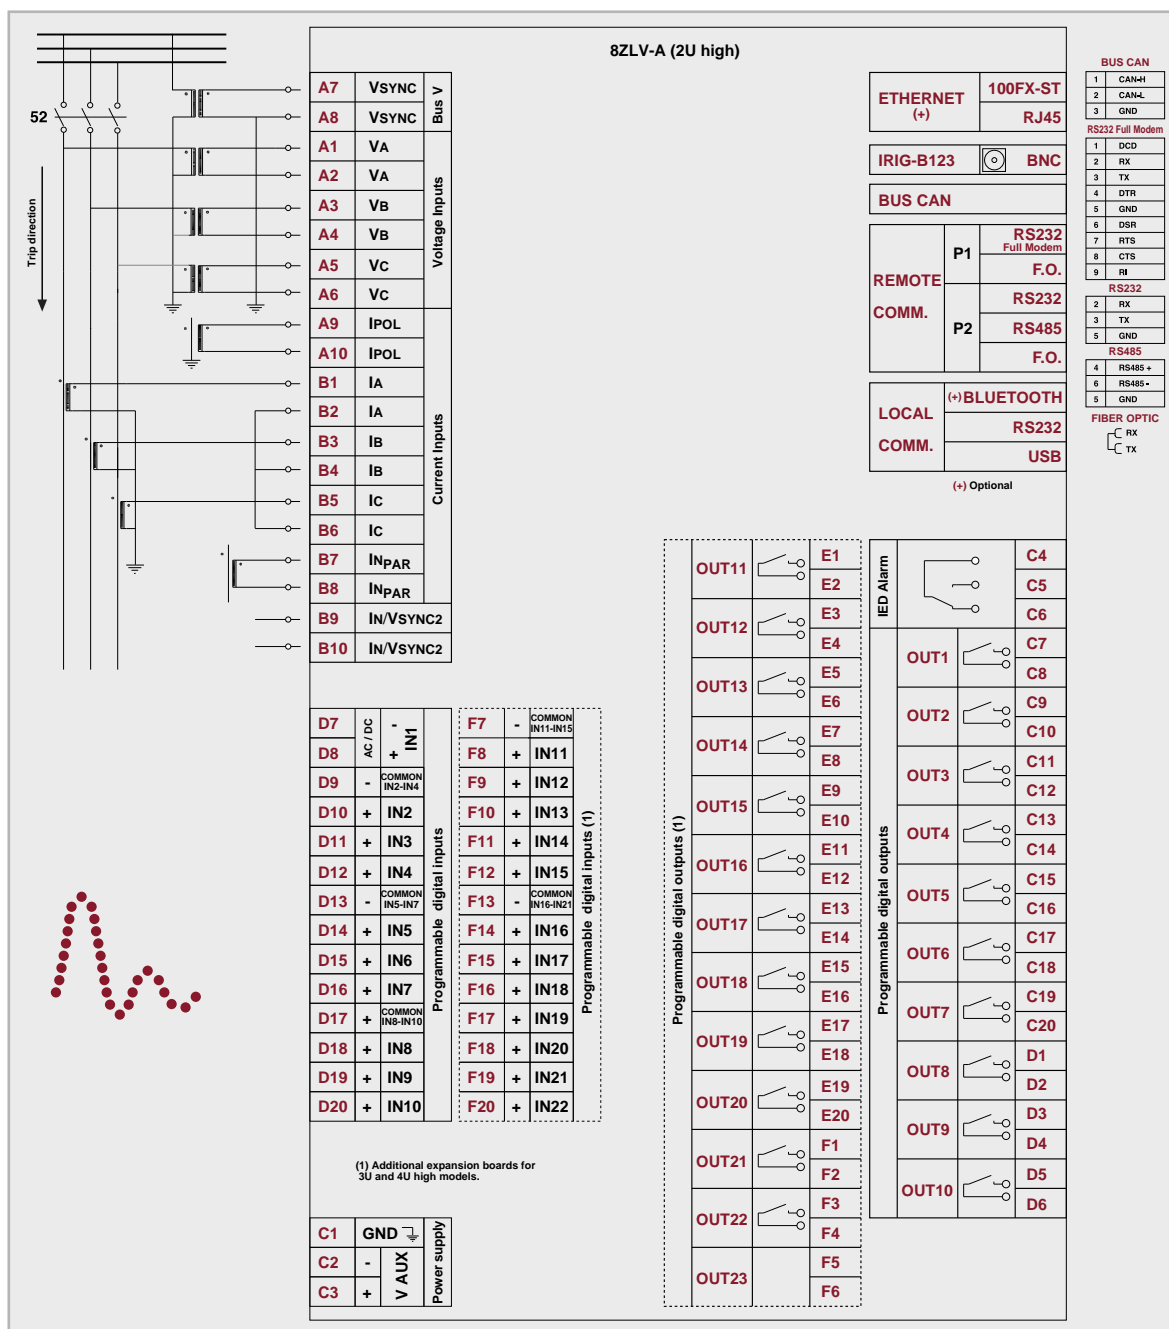 8ZLV-A (2U high)
52
Trip direction
A7 VSYNC
A8 VSYNC
Bus V
A1 VA
A2 VA
A3 VB
A4 VB
A5 VC
A6 VC
Voltage Inputs
A9 IPOL
A10 IPOL
B1 IA
B2 IA
B3 IB
B4 IB
B5 IC
B6 IC
B7 INPAR
B8 INPAR
Current Inputs
B9 IN/VSYNC2
B10 IN/VSYNC2
ETHERNET
(+)
100FX-ST
RJ45
IRIG-B123 BNC
BUS CAN
REMOTE
COMM.
P1
RS232
Full Modem
F.O.
P2
RS232
RS485
F.O.
LOCAL
COMM.
(+) BLUETOOTH
RS232
USB
(+) Optional
BUS CAN
1 CAN-H
2 CAN-L
3 GND
RS232 Full Modem
1 DCD
2 RX
3 TX
4 DTR
5 GND
6 DSR
7 RTS
8 CTS
9 RI
RS232
2 RX
3 TX
5 GND
RS485
4 RS485 +
6 RS485 -
5 GND
FIBER OPTIC
RX
TX
D7 -
D8 +
AC / DC
IN1
D9 - COMMON
IN2-IN4
D10 + IN2
D11 + IN3
D12 + IN4
D13 - COMMON
IN5-IN7
D14 + IN5
D15 + IN6
D16 + IN7
D17 + COMMON
IN8-IN10
D18 + IN8
D19 + IN9
D20 + IN10
Programmable digital inputs
F7 - COMMON
IN11-IN15
F8 + IN11
F9 + IN12
F10 + IN13
F11 + IN14
F12 + IN15
F13 - COMMON
IN16-IN21
F14 + IN16
F15 + IN17
F16 + IN18
F17 + IN19
F18 + IN20
F19 + IN21
F20 + IN22
Programmable digital inputs (1)
(1) Additional expansion boards for
3U and 4U high models.
C1 GND
C2 -
C3 +
V AUX
Power supply
Programmable digital outputs (1)
OUT11 E1
E2
OUT12 E3
E4
OUT13 E5
E6
OUT14 E7
E8
OUT15 E9
E10
OUT16 E11
E12
OUT17 E13
E14
OUT18 E15
E16
OUT19 E17
E18
OUT20 E19
E20
OUT21 F1
F2
OUT22 F3
F4
OUT23 F5
F6
IED Alarm
C4
C5
C6
Programmable digital outputs
OUT1 C7
C8
OUT2 C9
C10
OUT3 C11
C12
OUT4 C13
C14
OUT5 C15
C16
OUT6 C17
C18
OUT7 C19
C20
OUT8 D1
D2
OUT9 D3
D4
OUT10 D5
D6